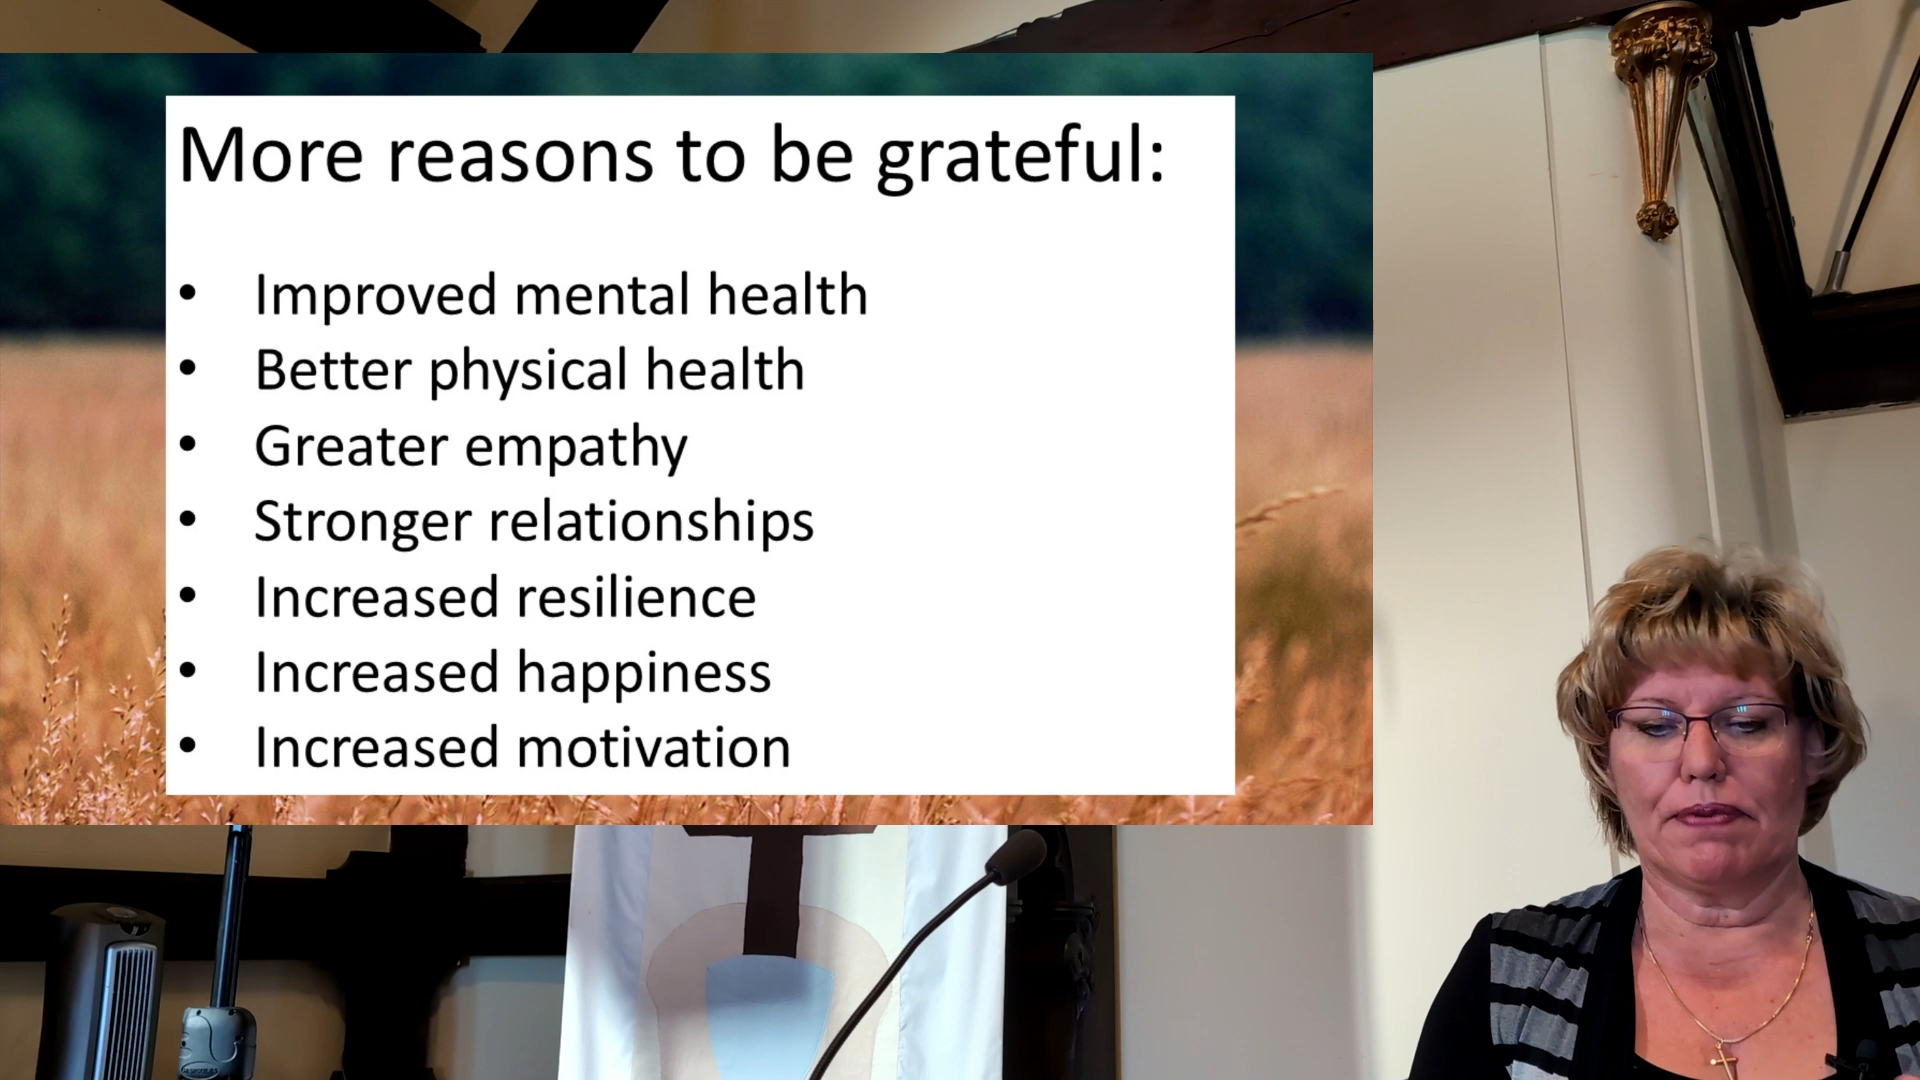 More reasons to be grateful:
• Improved mental health
• Better physical health
• Greater empathy
• Stronger relationships
• Increased resilience
• Increased happiness
• Increased motivation